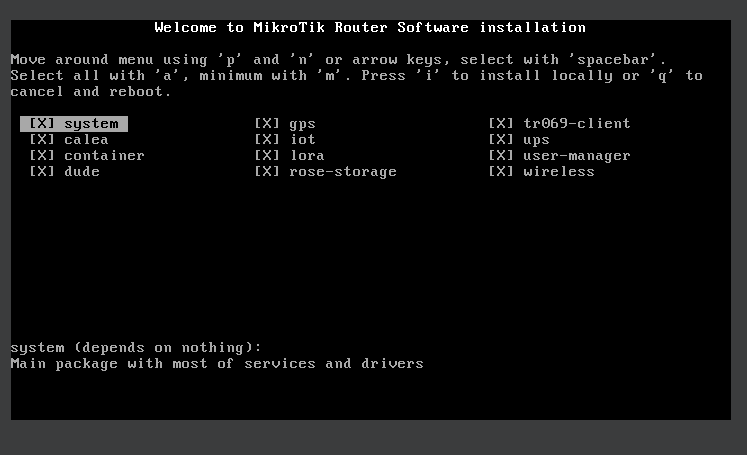 Welcome to MikroTik Router Software installation
Move around menu using 'p' and 'n' or arrow keys, select with 'spacebar'.
Select all with 'a', minimum with 'm'. Press 'i' to install locally or 'q' to
cancel and reboot.
[X] system [X] gps [X] tr069-client
[X] calea [X] iot [X] ups
[X] container [X] lora [X] user-manager
[X] dude [X] rose-storage [X] wireless
system (depends on nothing):
Main package with most of services and drivers